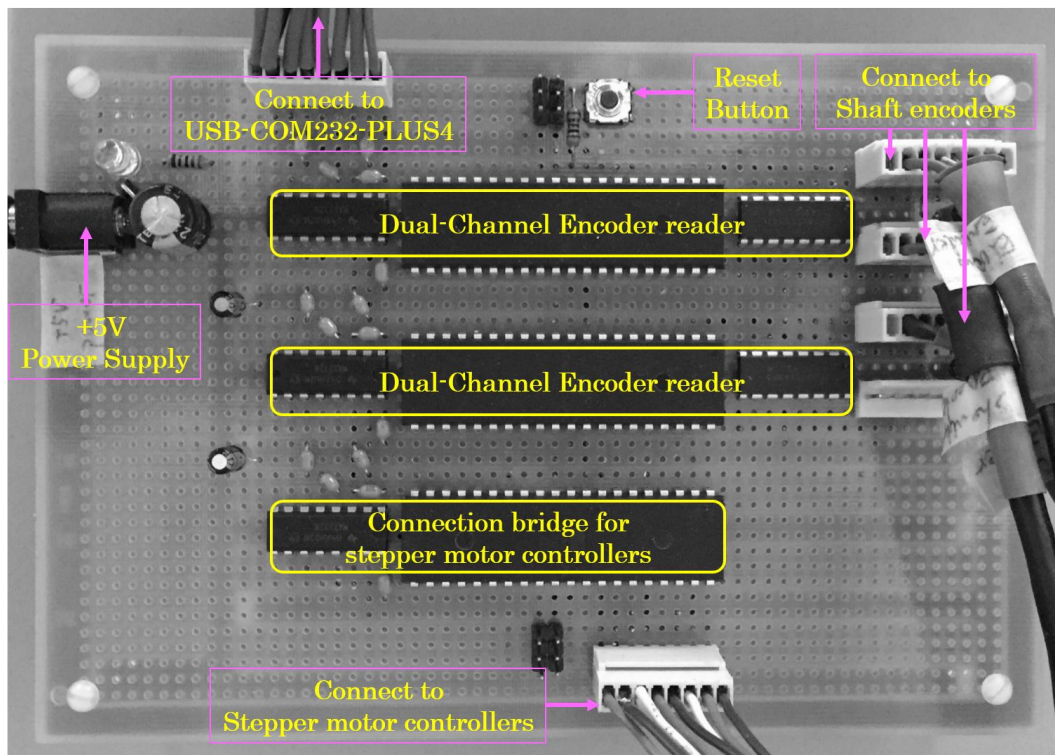 Connect to
USB-COM232-PLUS4
Reset
Button
Connect to
Shaft encoders
Dual-Channel Encoder reader
+5V
Power Supply
+5V
Dual-Channel Encoder reader
Connection bridge for
stepper motor controllers
Connect to
Stepper motor controllers